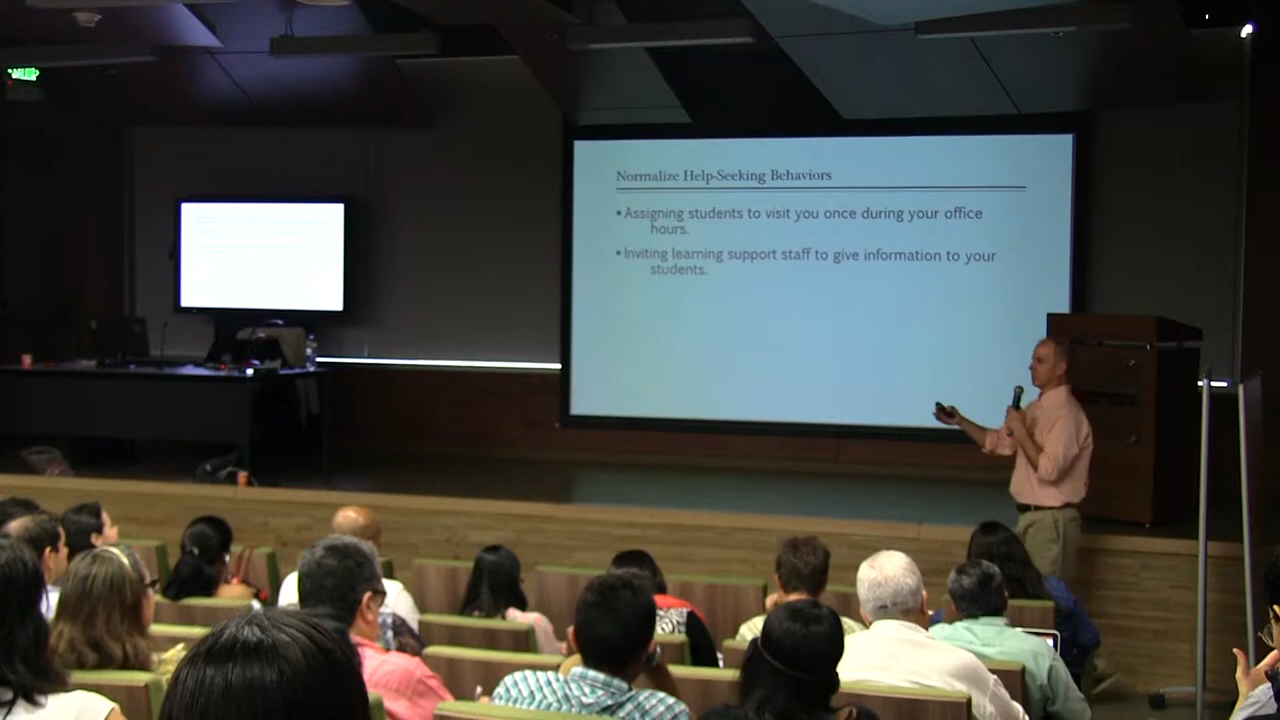 Normalize Help-Seeking Behaviors
▪ Assigning students to visit you once during your office
hours.
▪ Inviting learning support staff to give information to your
students.